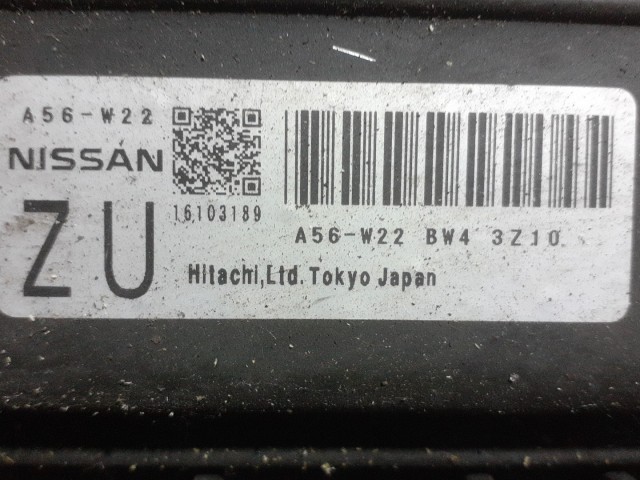 A56-W22
NISSAN
ZU
16103189
A56-W22 BW4 3Z10
Hitachi,Ltd. Tokyo Japan